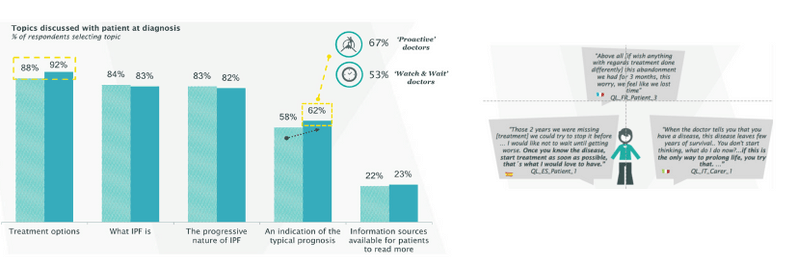 Topics discussed with patient at diagnosis
% of respondents selecting topic
88%
92%
84%
83%
83%
82%
58%
62%
22%
23%
67%
'Proactive'
doctors
53%
'Watch & Wait'
doctors
Treatment options
What IPF is
The progressive
nature of IPF
An indication of the
typical prognosis
Information sources
available for patients
to read more
"Above all [if wish anything
with regards treatment done
differently] this abandonment
we had for 3 months, this
worry, we feel like we lost
time"
QL_FR_Patient_3
"Those 2 years we were missing
[treatment] we could try to stop it before
... I would like not to wait until getting
worse. Once you know the disease,
start treatment as soon as possible,
that's what I would love to have."
QL_ES_Patient_1
"When the doctor tells you that you
have a disease, this disease leaves few
years of survival.. You don't start
thinking, what do I do now?...if this is
the only way to prolong life, you try
that. ..."
QL_IT_Carer_1